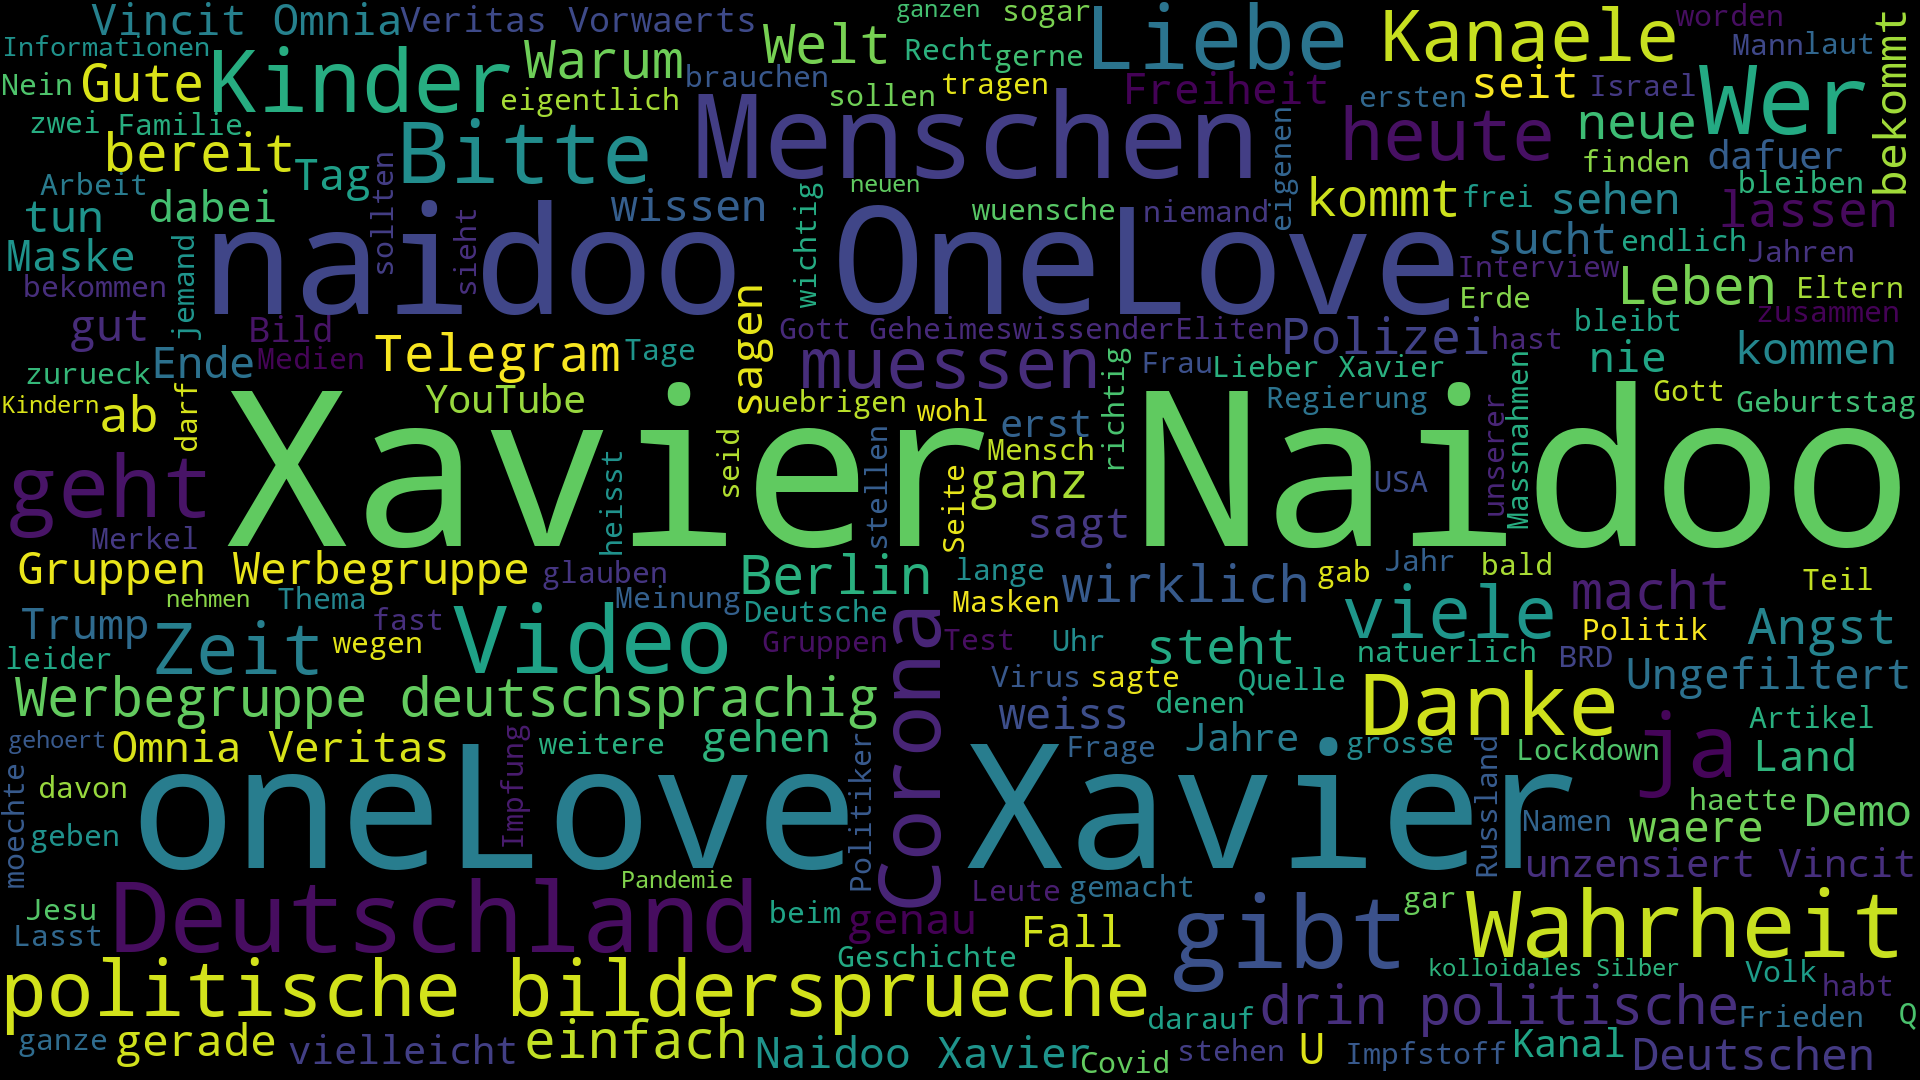 Vincit Omnia Veritas Vorwaerts ganzen sogar Liebe Kanaele worden
Informationen Warum Welt Recht gerne Mann laut
Nein Gute Kinder eigentlich brauchen sollen tragen Freiheit ersten seit Israel Wer bekommt
zwei Familie bereit Tag Bitte Menschen eigenen heute neue finden dafuer
Arbeit sollten neuen bleiben
tun dabei wissen wichtig wuensche niemand kommt frei sehen lassen
Maske jemand naidoo sieht OneLove sucht endlich Jahren
bekommen Interview Erde Leben Eltern
gut Bild sagen Gott GeheimeswissenderEliten Polizei hast bleibt zusammen
zurueck Ende Medien Telegram Tage muessen richtig Frau Lieber Xavier nie kommen
Kindern ab darf YouTube uebrigen wohl erst Regierung unserer Massnahmen Gott Geburtstag
Xavier Naidoo
geht heisst seid stellen Seite Mensch ganz USA
Merkel sagt
Gruppen Werbegruppe glauben Berlin lange wirklich gab Jahr bald Teil
nehmen Thema Meinung Masken viele macht
Trump Zeit wegen fast Video Deutsche Gruppen Corona Test Uhr steht natuerlich Politik BRD Angst
leider Virus sagte Quelle Ungefiltert
Werbegruppe deutschsprachig weiss denen Danke ja Artikel
gehoert Omnia Veritas Impfung weitere gehen Politiker Frage Jahre grosse Russland Lockdown Land
moechte davon oneLove Xavier haette Demo
geben Namen waere
unzensiert Vincit
Deutschland Pandemie Leute gemacht gibt gar Wahrheit
Jesu beim genau Fall
Lasst Geschichte kolloidales Silber Volk habt
politische bildersprueche darauf drin politische Frieden Q
ganze gerade vielleicht einfach Naidoo Xavier Covid stehen U Impfstoff Kanal Deutschen